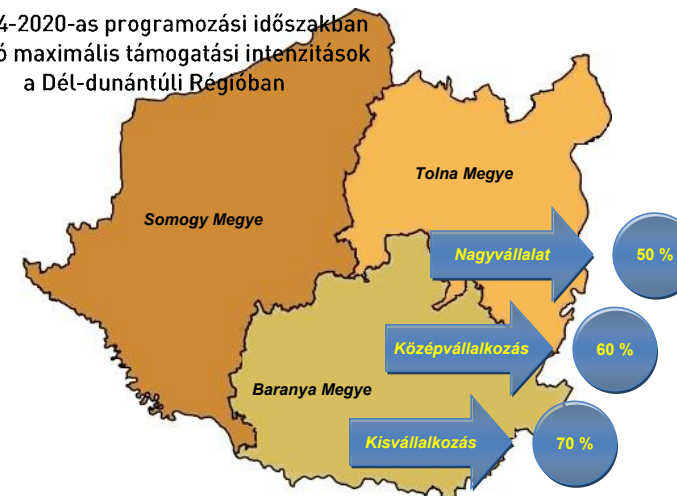 4-2020-as programozási időszakban
ó maximális támogatási intenzitások
a Dél-dunántúli Régióban
Tolna Megye
Somogy Megye
Nagyvállalat
50 %
Középvállalkozás
60 %
Baranya Megye
Kisvállalkozás
70 %